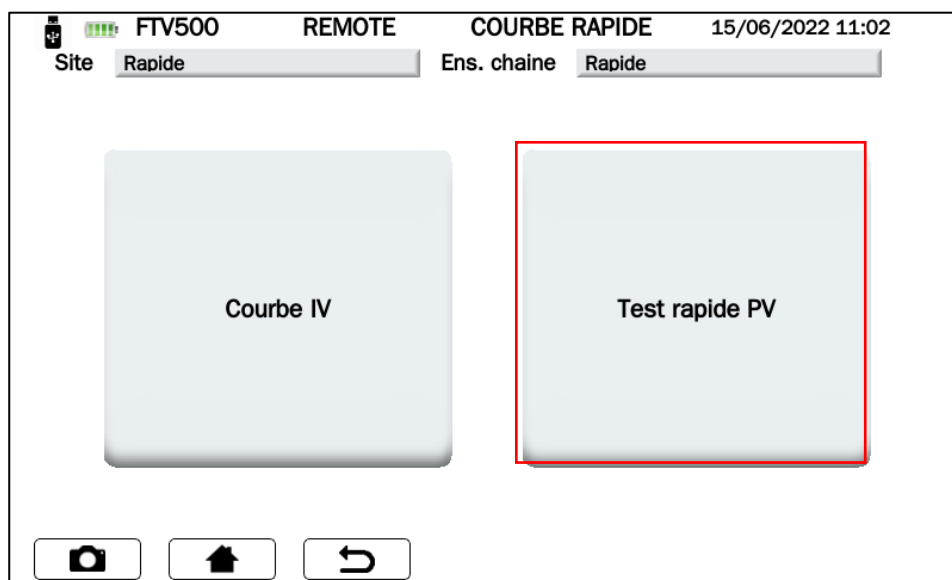 FTV500 REMOTE COURBE RAPIDE 15/06/2022 11:02
Site Rapide Ens. chaine Rapide
Courbe IV Test rapide PV